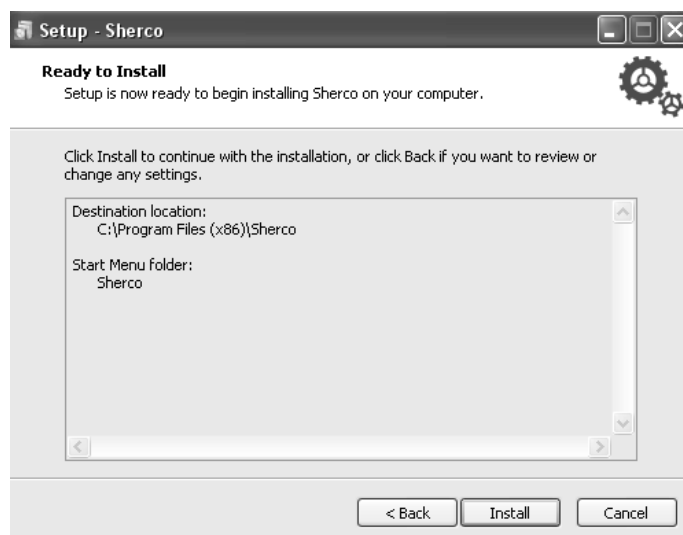 Setup - Sherco
Ready to Install
Setup is now ready to begin installing Sherco on your computer.
Click Install to continue with the installation, or click Back if you want to review or
change any settings.
Destination location:
C:\Program Files (x86)\Sherco
Start Menu folder:
Sherco
< Back
Install
Cancel